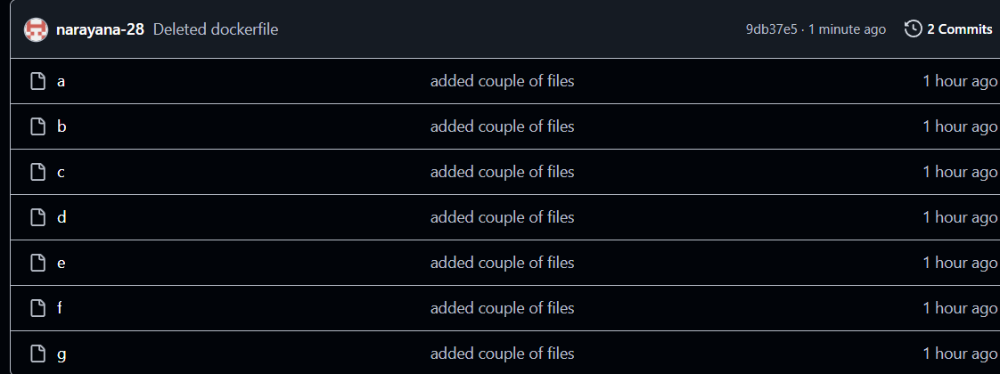 narayana-28 Deleted dockerfile 9db37e5 · 1 minute ago 2 Commits
a added couple of files 1 hour ago
b added couple of files 1 hour ago
c added couple of files 1 hour ago
d added couple of files 1 hour ago
e added couple of files 1 hour ago
f added couple of files 1 hour ago
g added couple of files 1 hour ago